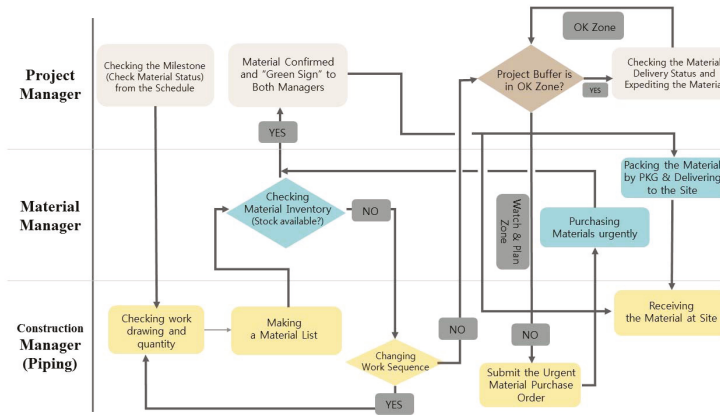 Project
Manager
Checking the Milestone
(Check Material Status)
from the Schedule
Material Confirmed
and "Green Sign" to
Both Managers
Project Buffer is
in OK Zone?
OK Zone
YES
Checking the Material
Delivery Status and
Expediting the Material
YES
Material
Manager
Checking
Material Inventory
(Stock available?)
NO
Watch & Plan
Zone
Purchasing
Materials urgently
Packing the Material
by PKG & Delivering
to the Site
Construction
Manager
(Piping)
Checking work
drawing and
quantity
Making
a Material List
Changing
Work Sequence
NO
YES
NO
Submit the Urgent
Material Purchase
Order
Receiving
the Material at Site